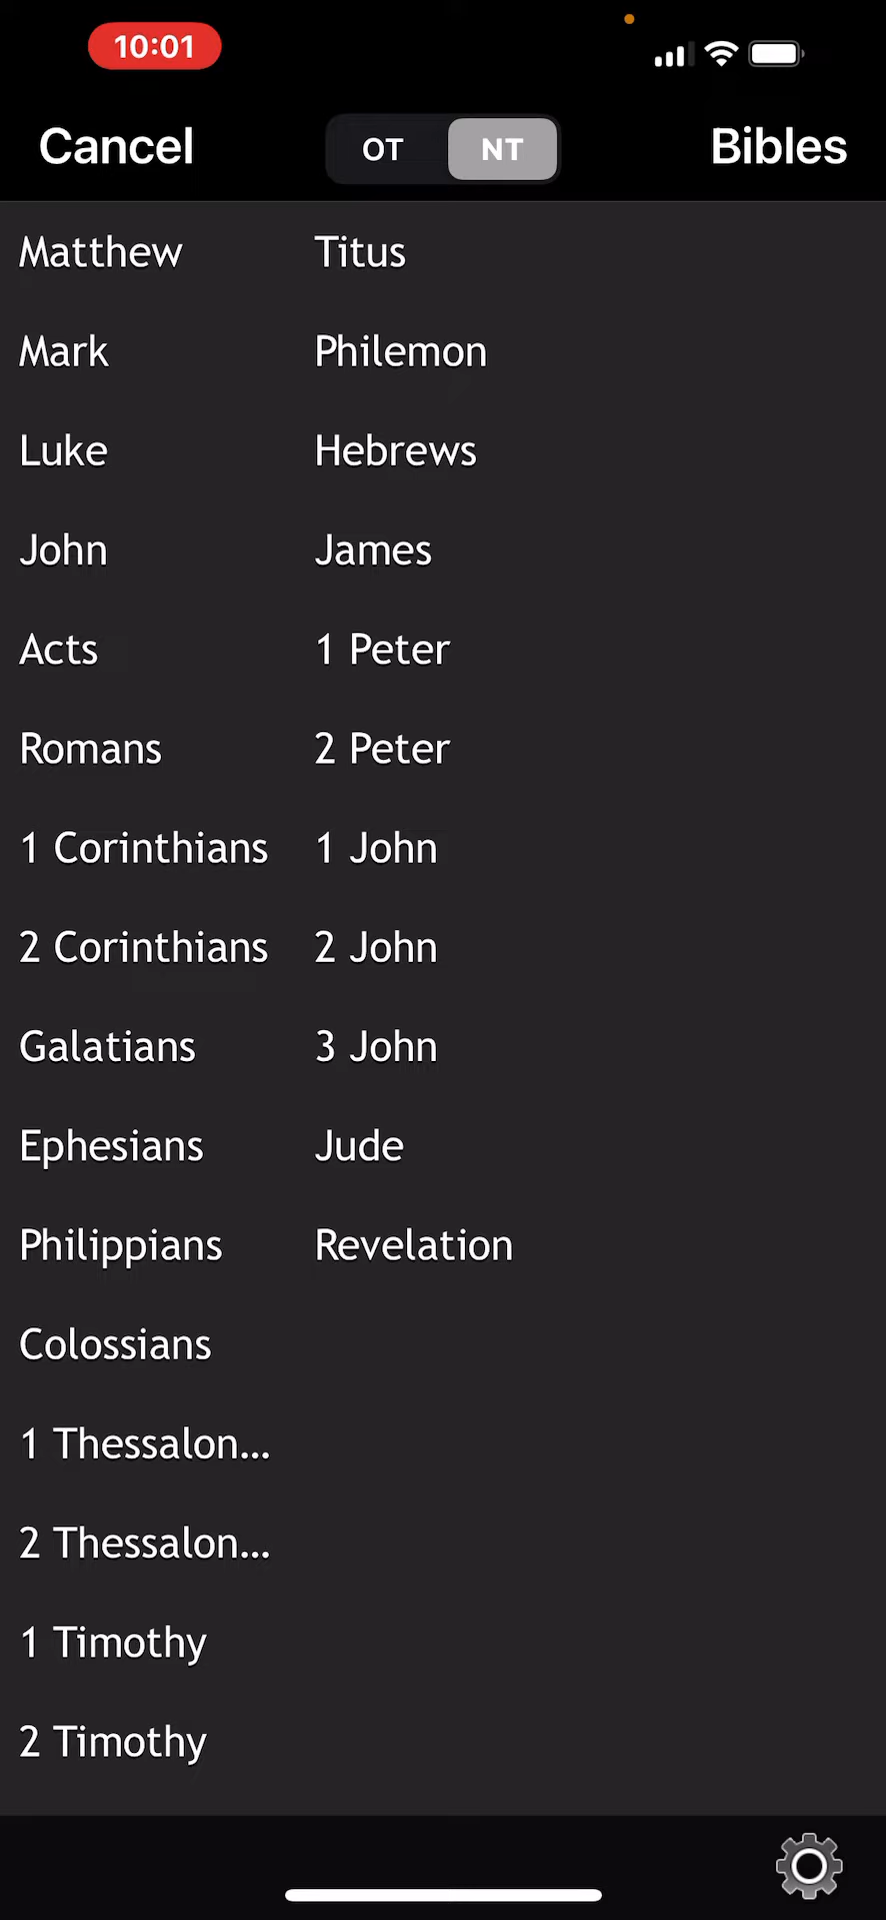 10:01
Cancel
OT
NT
Bibles
Matthew
Mark
Luke
John
Acts
Romans
1 Corinthians
2 Corinthians
Galatians
Ephesians
Philippians
Colossians
1 Thessalon...
2 Thessalon...
1 Timothy
2 Timothy
Titus
Philemon
Hebrews
James
1 Peter
2 Peter
1 John
2 John
3 John
Jude
Revelation